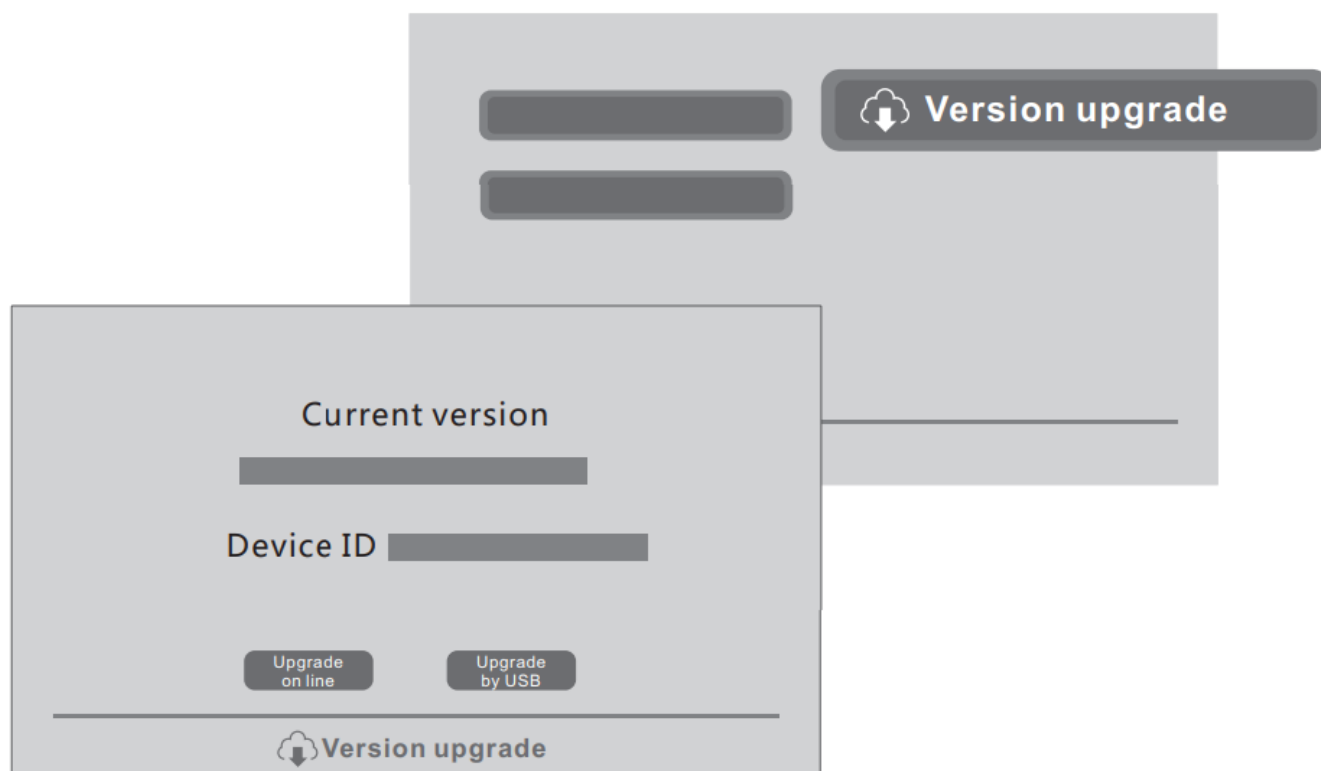 Version upgrade
Current version
Device ID
Upgrade
on line
Upgrade
by USB
Version upgrade